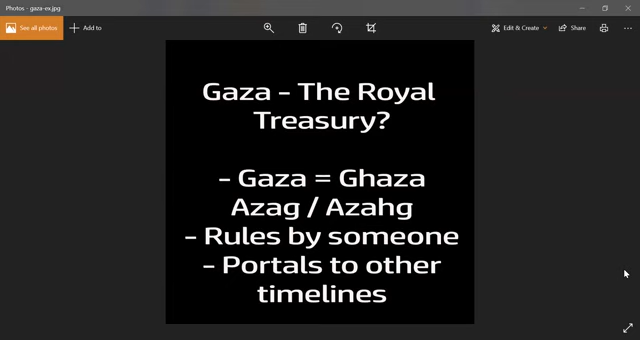 Photos - gaza-ex.jpg
See all photos
Add to
Edit & Create
Share
Gaza – The Royal
Treasury?
- Gaza = Ghaza
Azag / Azahg
- Rules by someone
- Portals to other
timelines